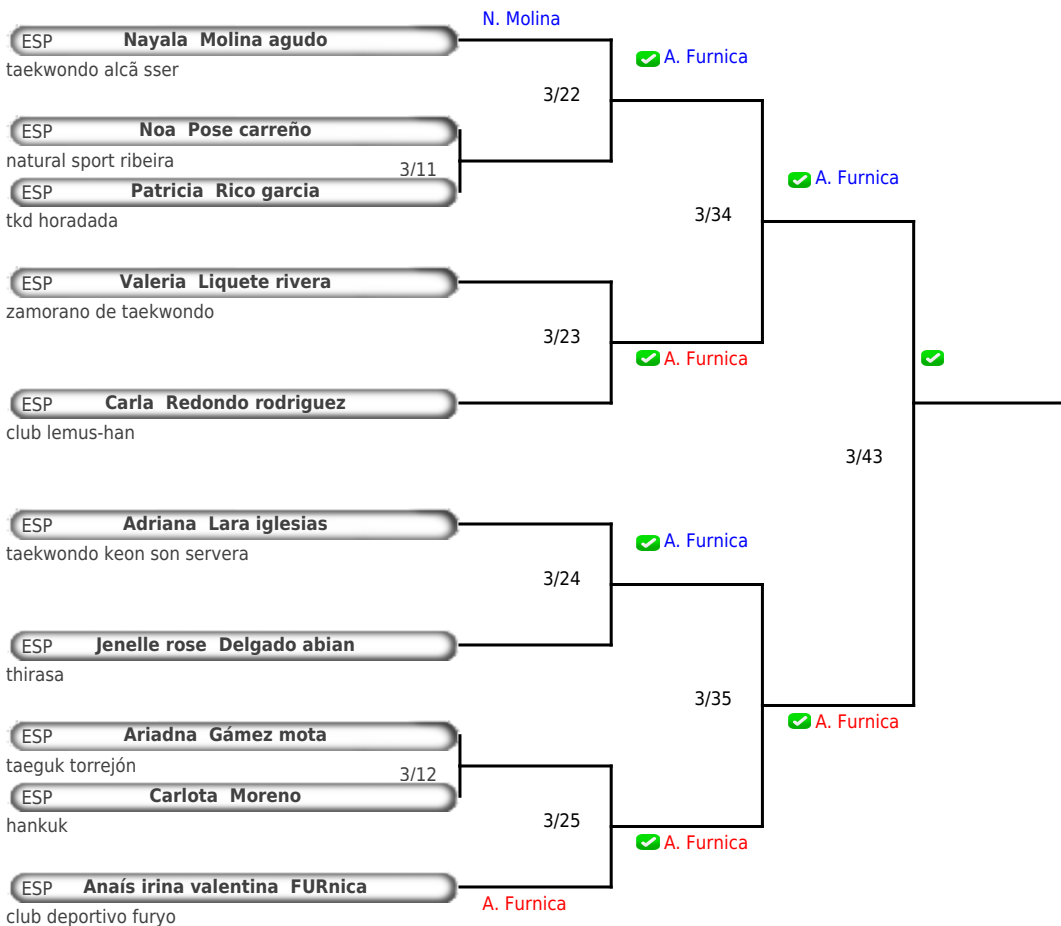 N. Molina
ESP Nayala Molina agudo
taekwondo alcã sser
A. Furnica
3/22
ESP Noa Pose carreño
natural sport ribeira
3/11
ESP Patricia Rico garcia
tkd horadada
A. Furnica
3/34
ESP Valeria Liquete rivera
zamorano de taekwondo
3/23
A. Furnica
ESP Carla Redondo rodriguez
club lemus-han
3/43
ESP Adriana Lara iglesias
taekwondo keon son servera
A. Furnica
3/24
ESP Jenelle rose Delgado abian
thirasa
3/35
A. Furnica
ESP Ariadna Gámez mota
taeguk torrejón
3/12
ESP Carlota Moreno
hankuk
3/25
A. Furnica
ESP Anaís irina valentina FURnica
A. Furnica
club deportivo furyo